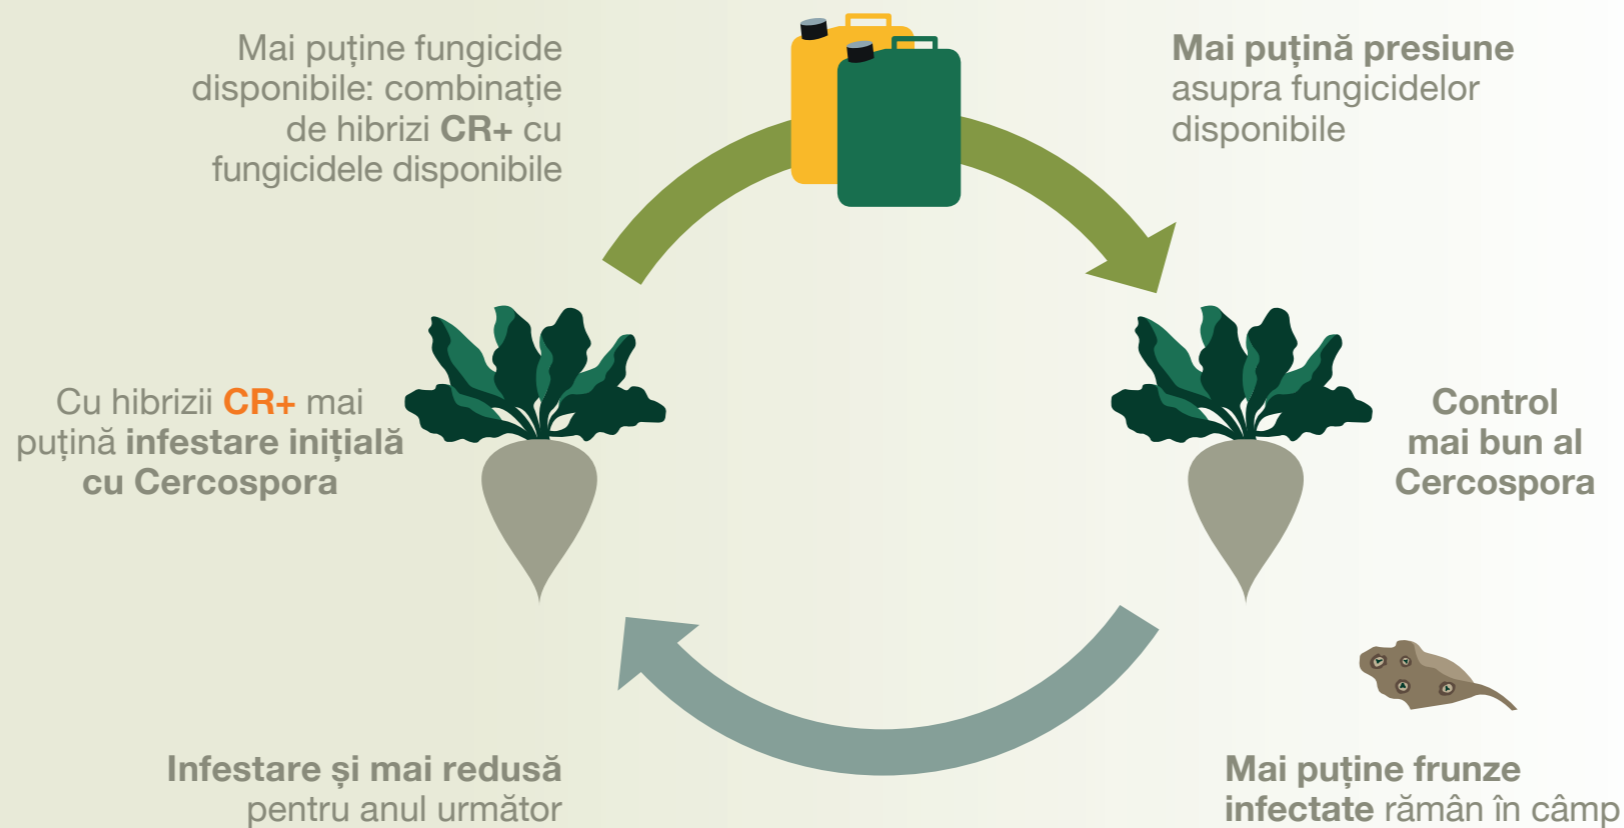 Mai puține fungicide
disponibile: combinație
de hibrizi CR+ cu
fungicidele disponibile
Mai puțină presiune
asupra fungicidelor
disponibile
Cu hibrizii CR+ mai
puțină infestare inițială
cu Cercospora
Control
mai bun al
Cercospora
Infestare și mai redusă
pentru anul următor
Mai puține frunze
infectate rămân în câmp